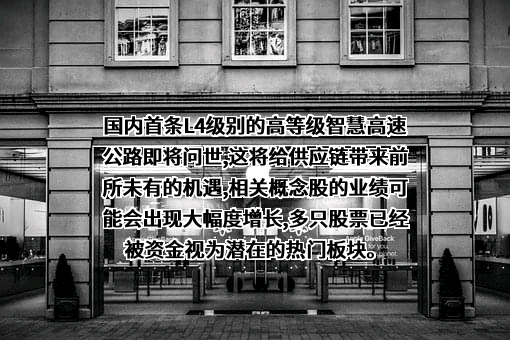 国内首条L4级别的高等级智慧高速
公路即将问世,这将给供应链带来前
所未有的机遇,相关概念股的业绩可
能会出现大幅度增长,多只股票已经
被资金视为潜在的热门板块。
GiveBack